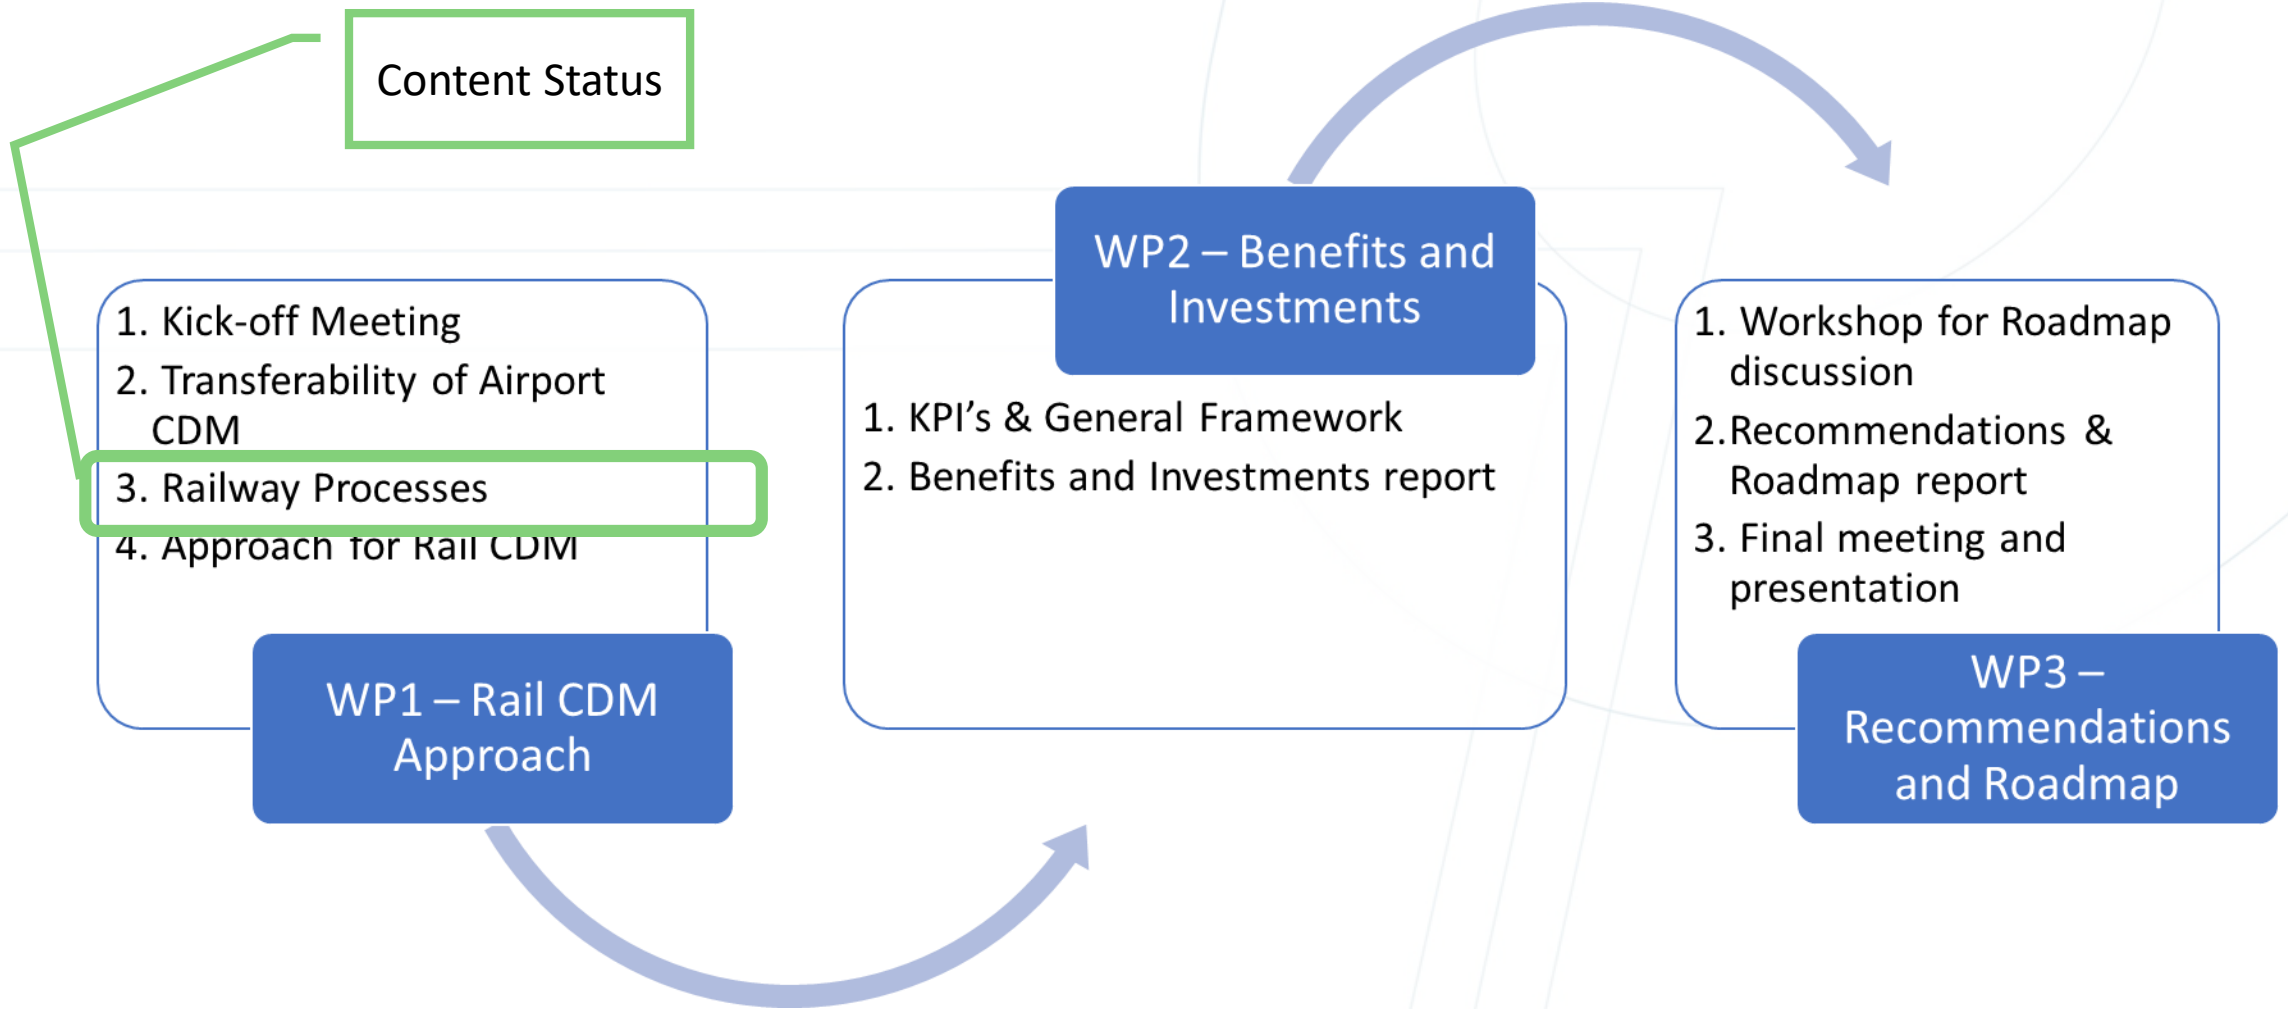 Content Status
1. Kick-off Meeting
2. Transferability of Airport
CDM
3. Railway Processes
4. Approach for Rail CDM
WP1 – Rail CDM
Approach
WP2 – Benefits and
Investments
1. KPI’s & General Framework
2. Benefits and Investments report
1. Workshop for Roadmap
discussion
2.Recommendations &
Roadmap report
3. Final meeting and
presentation
WP3 –
Recommendations
and Roadmap